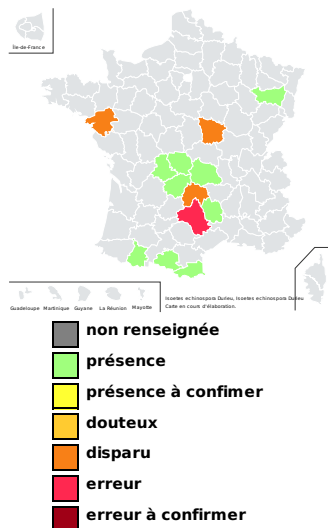 Île-de-France
Guadeloupe Martinique Guyane La Réunion Mayotte
Isoetes echinospora Durieu, Isoetes echinospora Durieu
Carte en cours d'élaboration.
non renseignée
présence
présence à confimer
douteux
disparu
erreur
erreur à confirmer